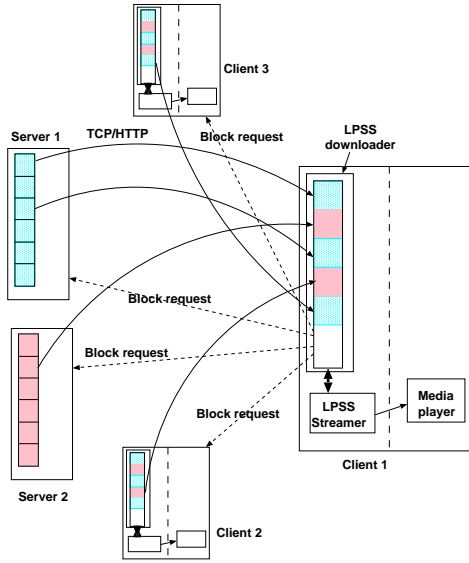 Client 3
Server 1
TCP/HTTP
Block request
LPSS
downloader
Block request
Block request
Block request
LPSS
Streamer
Media
player
Client 1
Server 2
Client 2